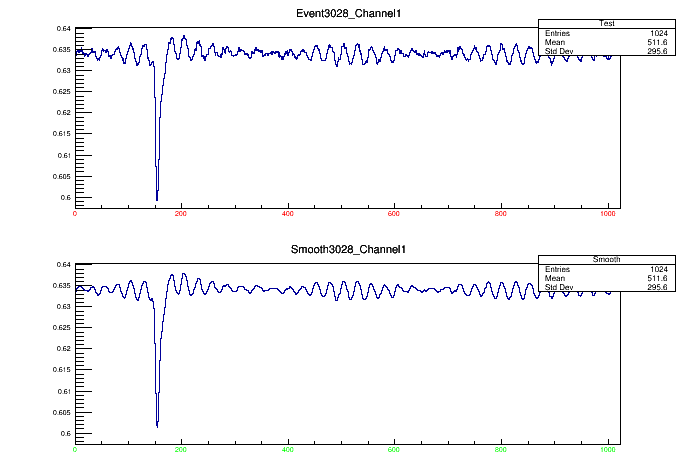 Event3028_Channel1
Test
Entries 1024
Mean 511.6
Std Dev 295.6
0.64
0.635
0.63
0.625
0.62
0.615
0.61
0.605
0.6
0 200 400 600 800 1000
Smooth3028_Channel1
Smooth
Entries 1024
Mean 511.6
Std Dev 295.6
0.64
0.635
0.63
0.625
0.62
0.615
0.61
0.605
0.6
0 200 400 600 800 1000